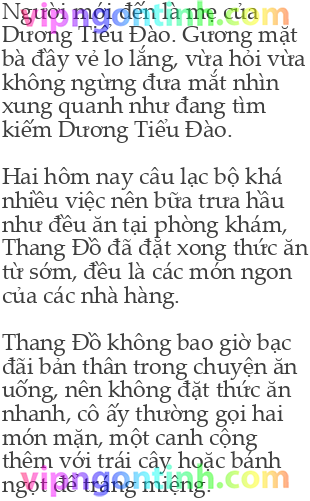 Người mới đến là mẹ của
Dương Tiểu Đào. Gương mặt
bà đầy vẻ lo lắng, vừa hỏi vừa
không ngừng đưa mắt nhìn
xung quanh như đang tìm
kiếm Dương Tiểu Đào.
Hai hôm nay câu lạc bộ khá
nhiều việc nên bữa trưa hầu
như đều ăn tại phòng khám,
Thang Đồ đã đặt xong thức ăn
từ sớm, đều là các món ngon
của các nhà hàng.
Thang Đồ không bao giờ bạc
đãi bản thân trong chuyện ăn
uống, nên không đặt thức ăn
nhanh, cô ấy thường gọi hai
món mặn, một canh cộng
thêm với trái cây hoặc bánh
ngọt để tráng miệng.
vipngontinh.com
vipngontinh.com